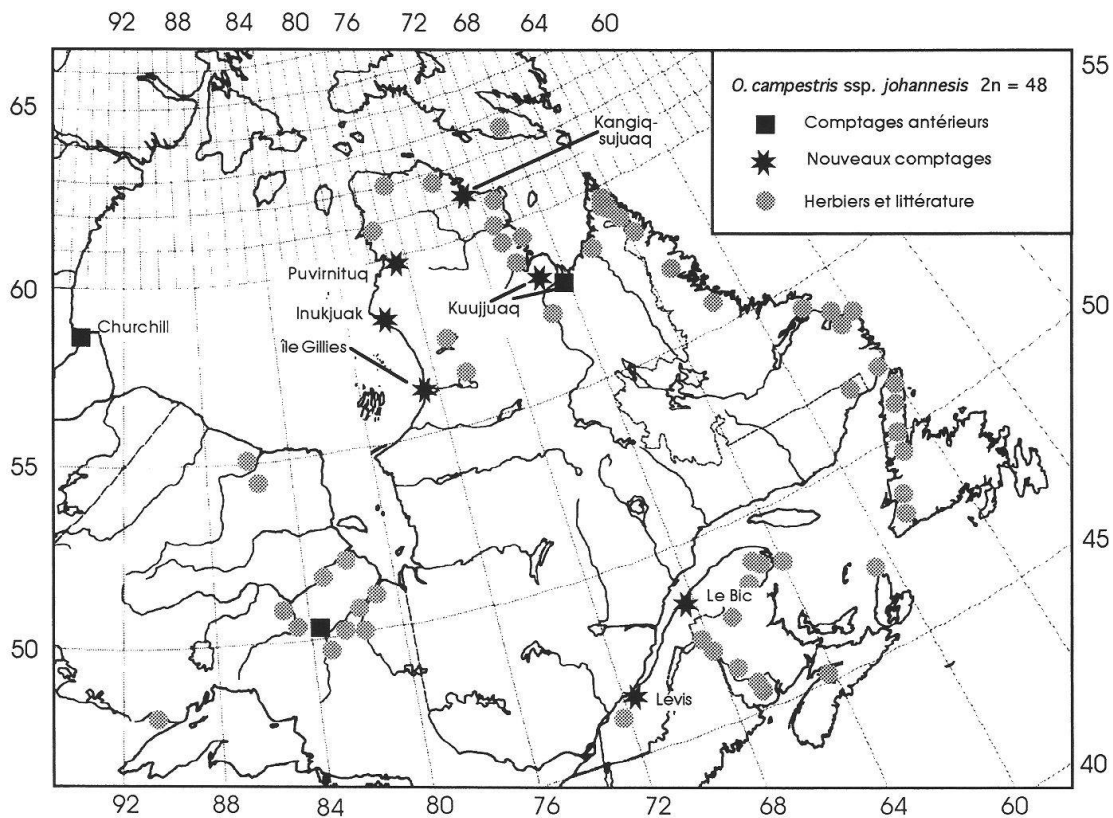 92 88 84 80 76 72 68 64 60
55
65
O. campestris ssp. johannesis 2n = 48
Comptages antérieurs
Nouveaux comptages
Herbiers et littérature
Kangiq-
sujuaq
Puvirnituq
Kuujjuaq
60
50
Inukjuak
Churchill
île Gillies
55
45
Le Bic
50
Lévis
40
92 88 84 80 76 72 68 64 60